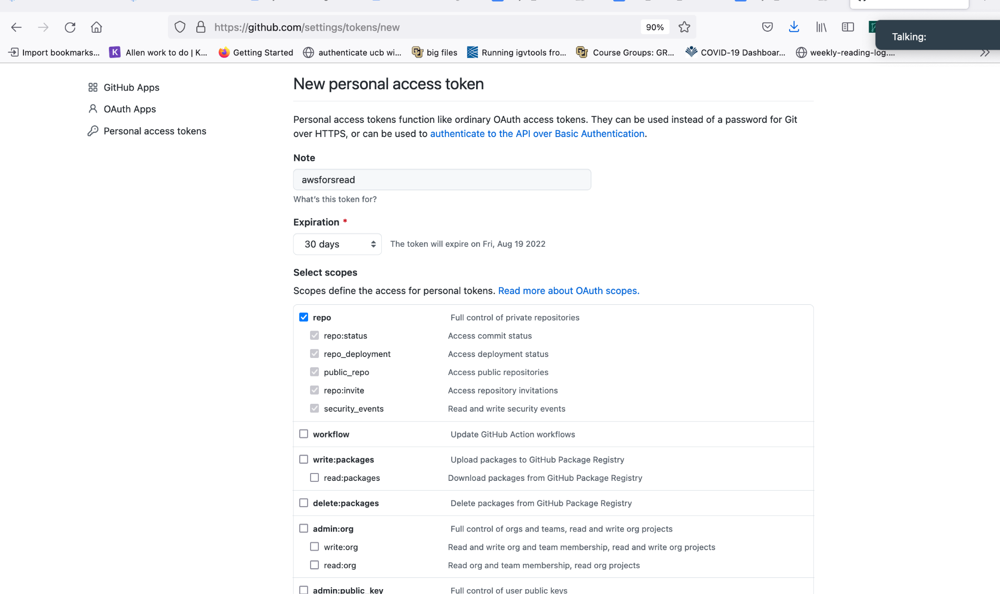 https://github.com/settings/tokens/new 90%
Talking:
Import bookmarks... K Allen work to do | K... Getting Started authenticate ucb wi... big files Running igvtools fro... Course Groups: GR... COVID-19 Dashboar... weekly-reading-log....
GitHub Apps
OAuth Apps
Personal access tokens
New personal access token
Personal access tokens function like ordinary OAuth access tokens. They can be used instead of a password for Git
over HTTPS, or can be used to authenticate to the API over Basic Authentication.
Note
awsforsread
What's this token for?
Expiration *
30 days The token will expire on Fri, Aug 19 2022
Select scopes
Scopes define the access for personal tokens. Read more about OAuth scopes.
repo Full control of private repositories
repo:status Access commit status
repo_deployment Access deployment status
public_repo Access public repositories
repo:invite Access repository invitations
security_events Read and write security events
workflow Update GitHub Action workflows
write:packages Upload packages to GitHub Package Registry
read:packages Download packages from GitHub Package Registry
delete:packages Delete packages from GitHub Package Registry
admin:org Full control of orgs and teams, read and write org projects
write:org Read and write org and team membership, read and write org projects
read:org Read org and team membership, read org projects
admin:public_key Full control of user public keys